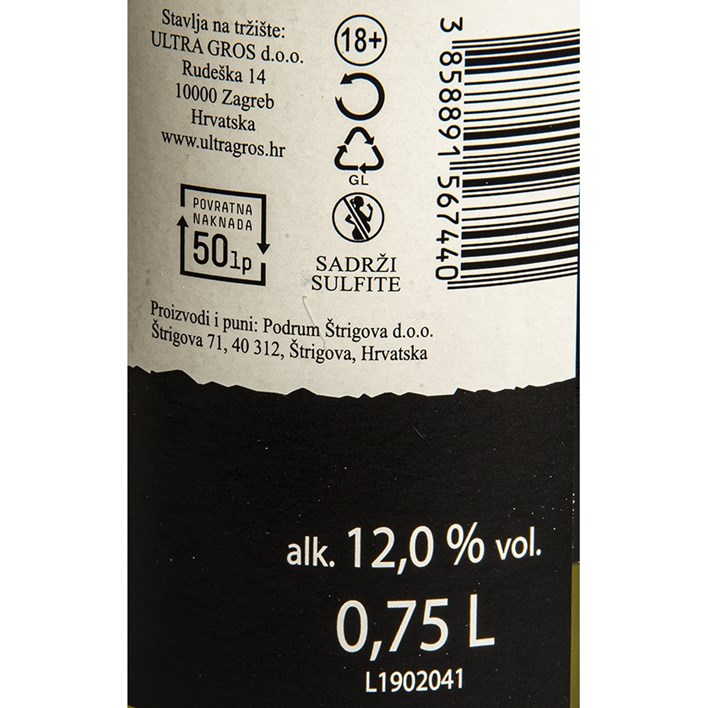 Stavlja na tržište:
ULTRA GROS d.o.o.
Rudeška 14
10000 Zagreb
Hrvatska
www.ultragros.hr
18+
GL
POVRATNA
NAKNADA
50lp
SADRŽI
SULFITE
3 858891 567440
Proizvodi i puni: Podrum Štrigova d.o.o.
Štrigova 71, 40 312, Štrigova, Hrvatska
alk. 12,0 % vol.
0,75 L
L1902041